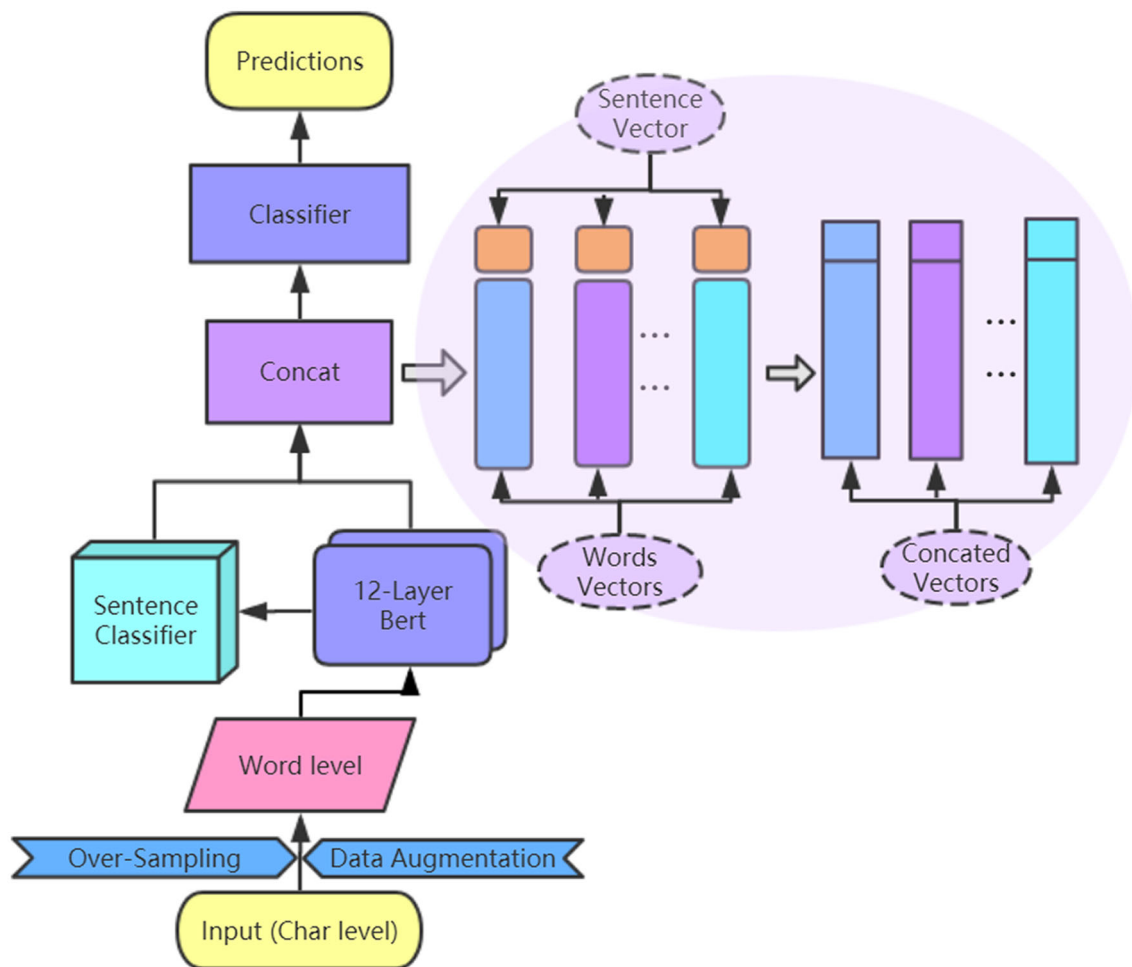 Predictions
Sentence
Vector
Classifier
Concat
...
...
...
...
Words
Vectors
Concated
Vectors
Sentence
Classifier
12-Layer
Bert
Word level
Over-Sampling
Data Augmentation
Input (Char level)